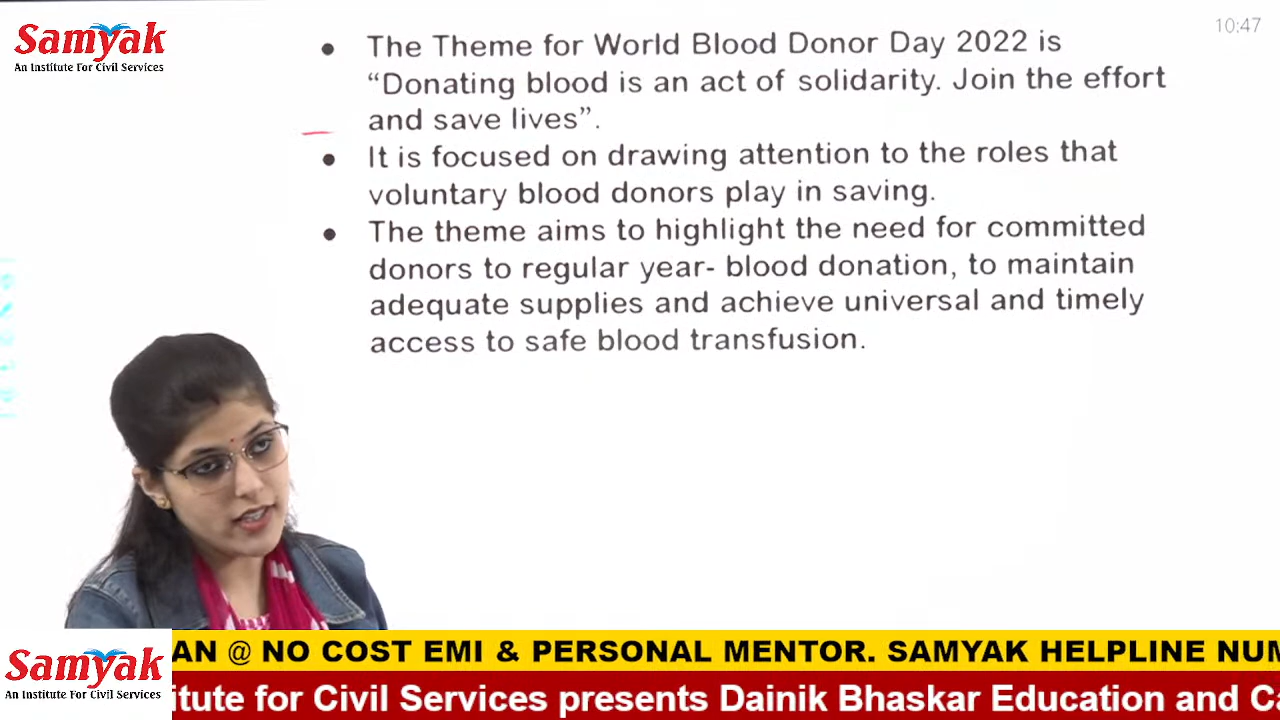 Samyak
An Institute For Civil Services
10:47
• The Theme for World Blood Donor Day 2022 is
“Donating blood is an act of solidarity. Join the effort
and save lives”.
• It is focused on drawing attention to the roles that
voluntary blood donors play in saving.
• The theme aims to highlight the need for committed
donors to regular year- blood donation, to maintain
adequate supplies and achieve universal and timely
access to safe blood transfusion.
Samyak
An Institute For Civil Services
AN @ NO COST EMI & PERSONAL MENTOR. SAMYAK HELPLINE NUM
itute for Civil Services presents Dainik Bhaskar Education and Ca